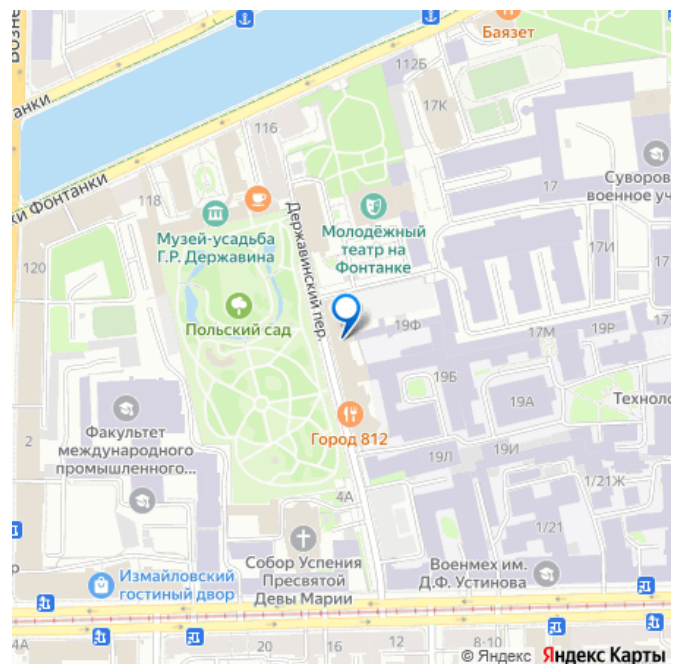 Возне
Баязет
112Б
анки
17К
116
ки Фонтанки
118
Суворов
военное уч
17
Музей-усадьба
Г.Р. Державина
Державинский пер.
Молодёжный
театр на
Фонтанке
17И
120
Польский сад
19Ф
17М
19Р
17
19Б
19А
Техноло
Город 812
Факультет
международного
промышленного...
2
19Л
19И
1/21Ж
4А
1/21
Собор Успения
Пресвятой
Девы Марии
Военмех им.
Д.Ф. Устинова
р
Измайловский
гостиный двор
4А
20
16
12
8-10
© Яндекс Яндекс Карты